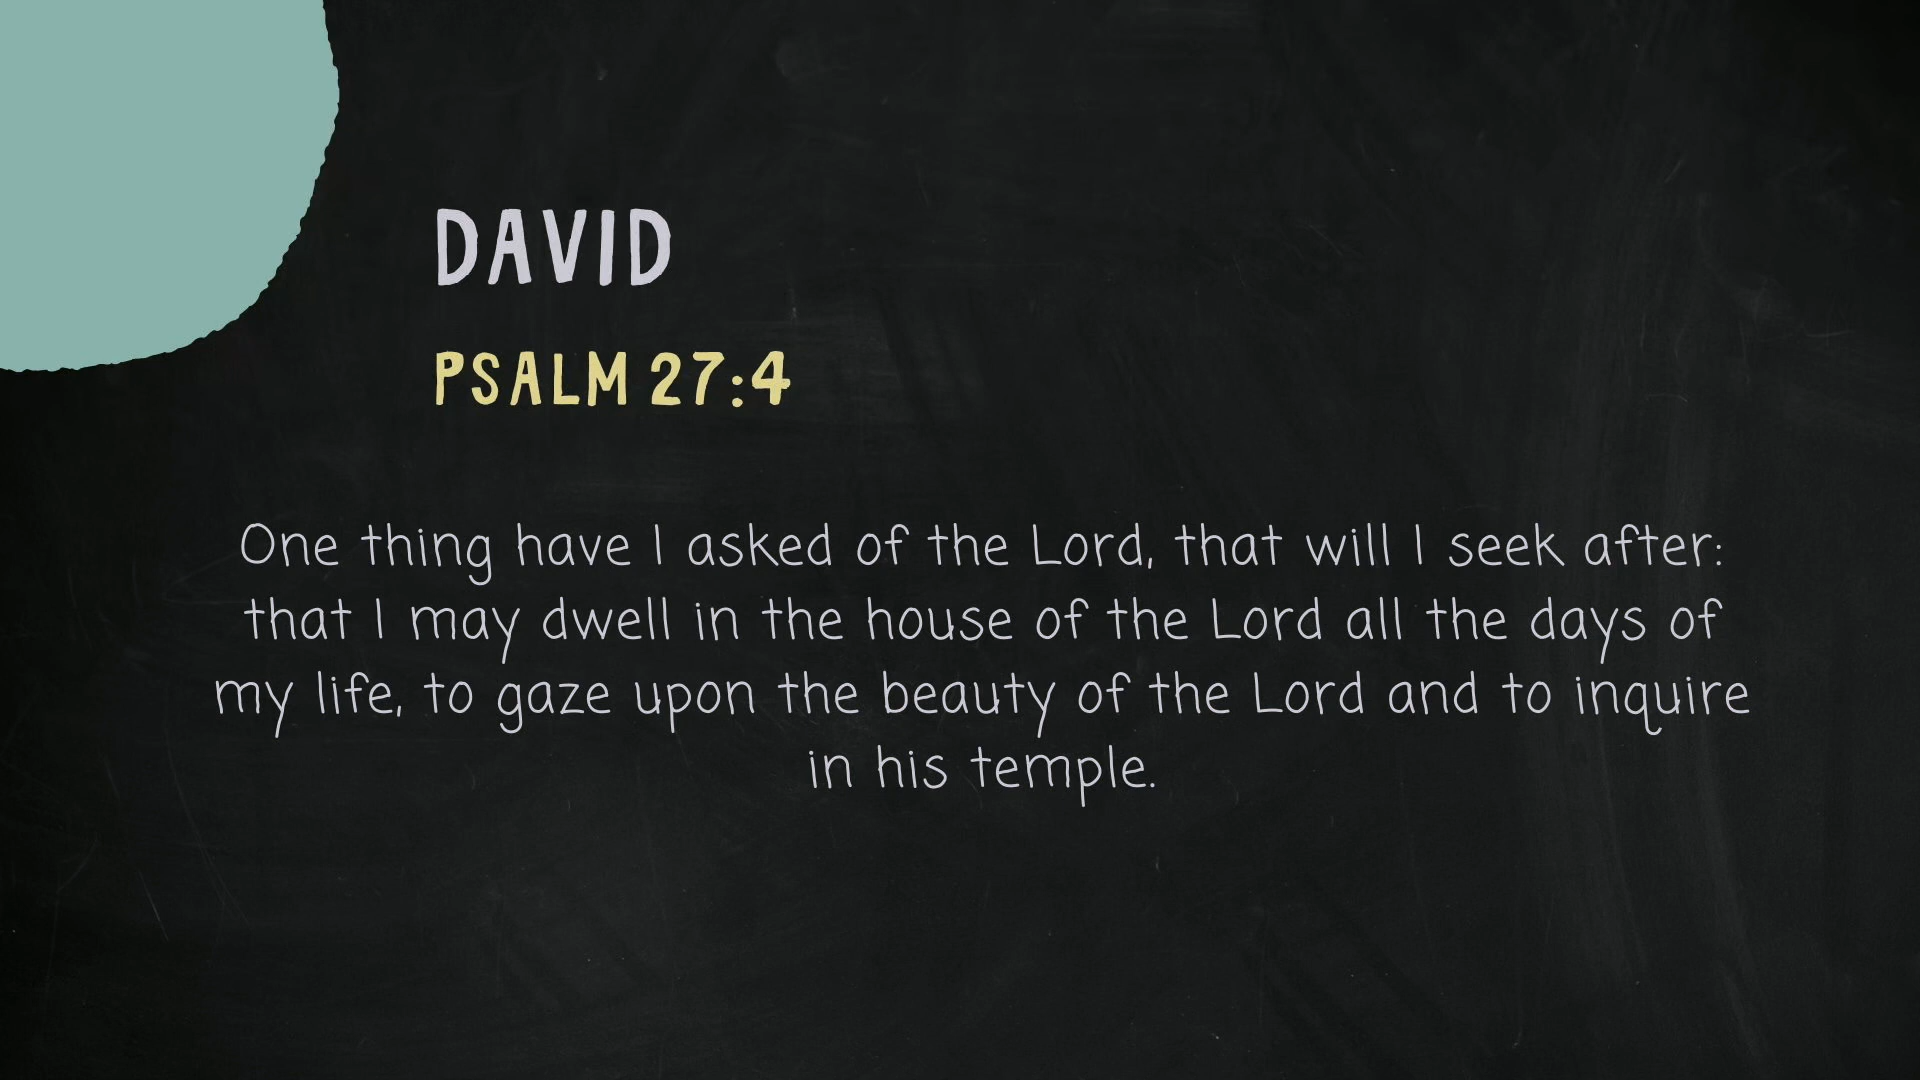 DAVID
PSALM 27:4
One thing have I asked of the Lord, that will I seek after:
that I may dwell in the house of the Lord all the days of
my life, to gaze upon the beauty of the Lord and to inquire
in his temple.